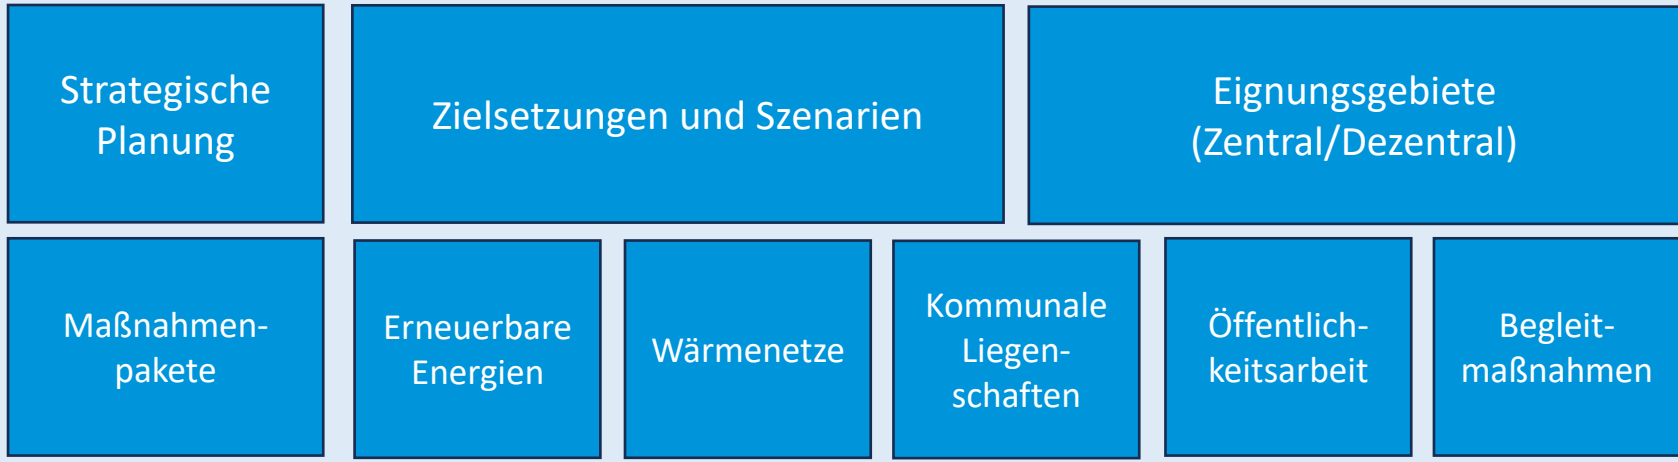 Strategische
Planung
Zielsetzungen und Szenarien
Eignungsgebiete
(Zentral/Dezentral)
Maßnahmen-
pakete
Erneuerbare
Energien
Wärmenetze
Kommunale
Liegen-
schaften
Öffentlich-
keitsarbeit
Begleit-
maßnahmen